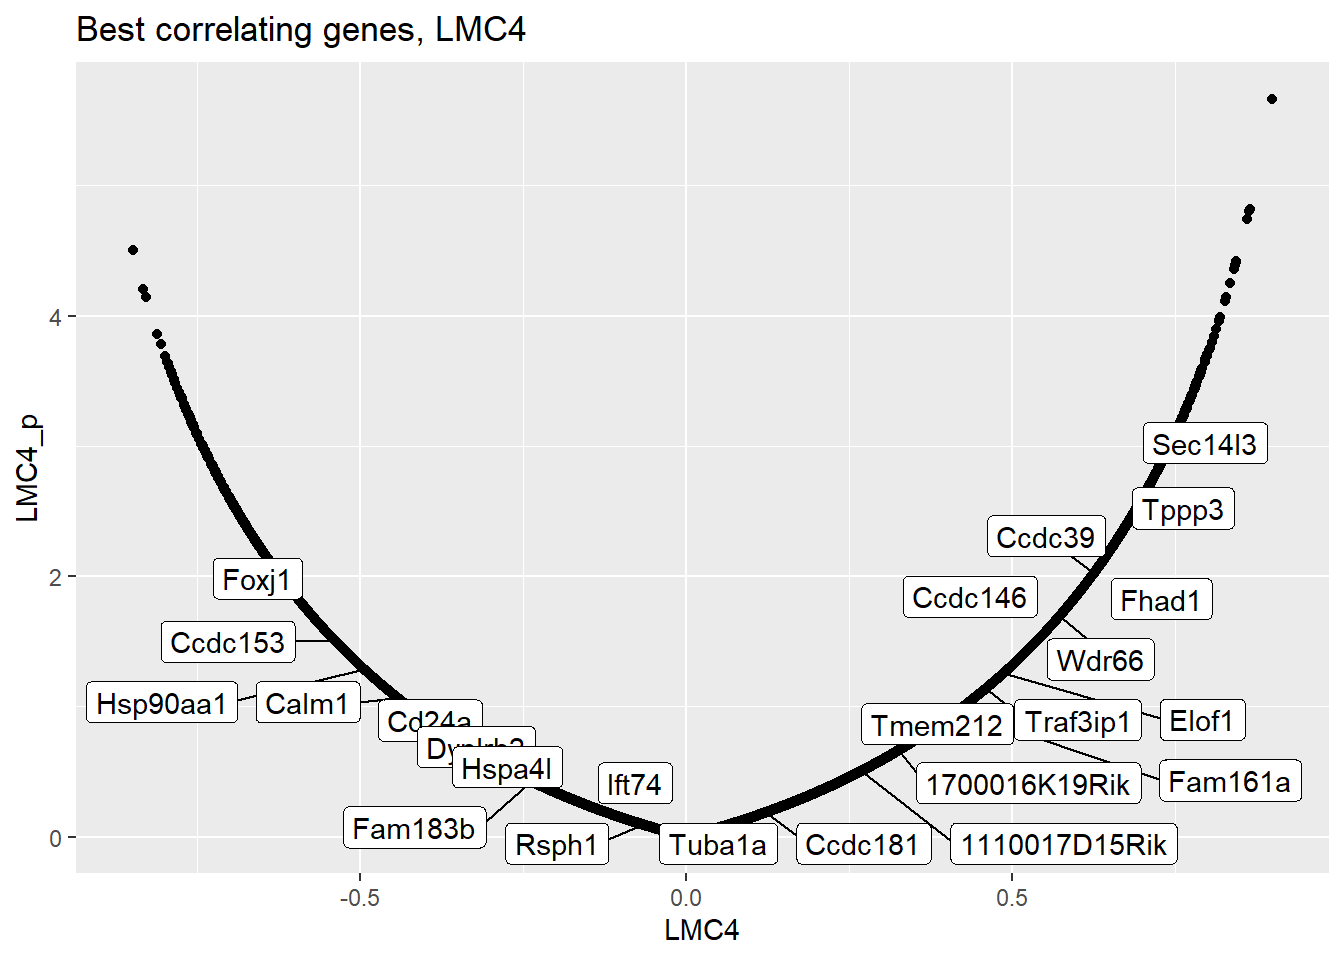 Best correlating genes, LMC4
LMC4_p
4
2
0
Sec14l3
Tppp3
Ccdc39
Foxj1
Ccdc146
Fhad1
Ccdc153
Wdr66
Hsp90aa1
Calm1
Cd24a
Tmem212
Traf3ip1
Elof1
Hspa4l
Ift74
1700016K19Rik
Fam161a
Fam183b
Rsph1
Tuba1a
Ccdc181
1110017D15Rik
-0.5
0.0
0.5
LMC4